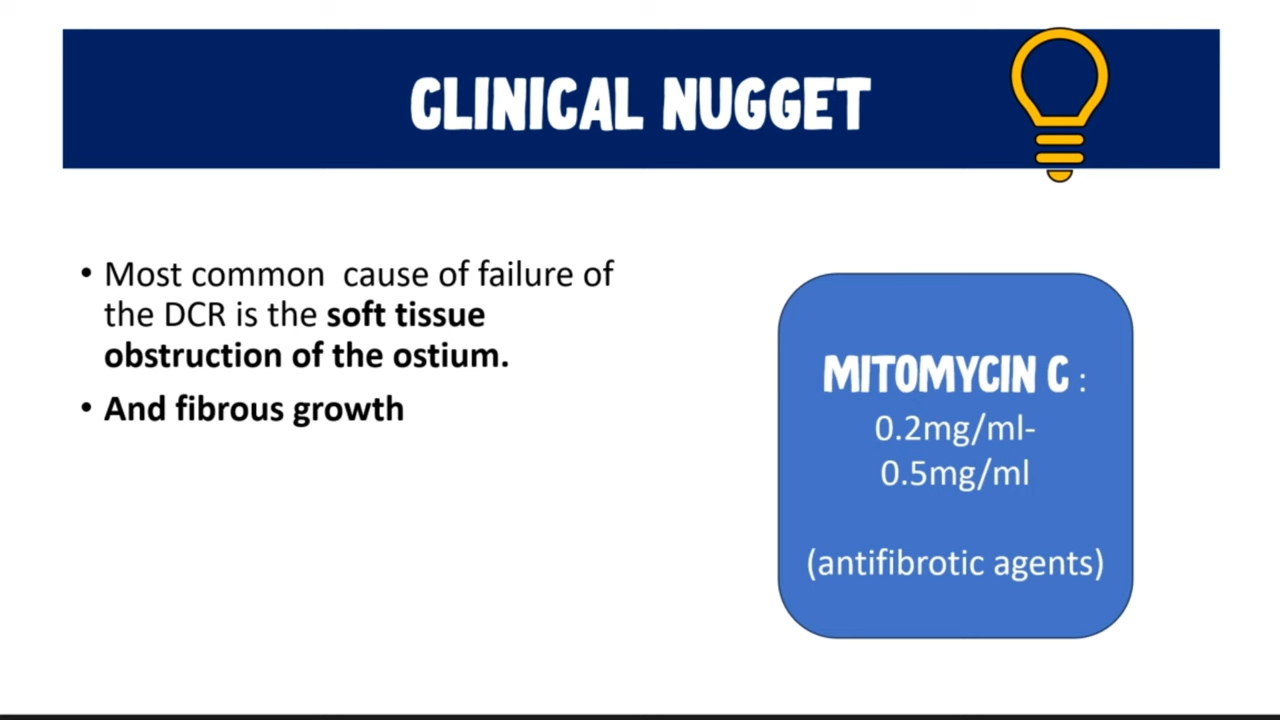 CLINICAL NUGGET
• Most common cause of failure of
the DCR is the soft tissue
obstruction of the ostium.
• And fibrous growth
MITOMYCIN C :
0.2mg/ml-
0.5mg/ml
(antifibrotic agents)